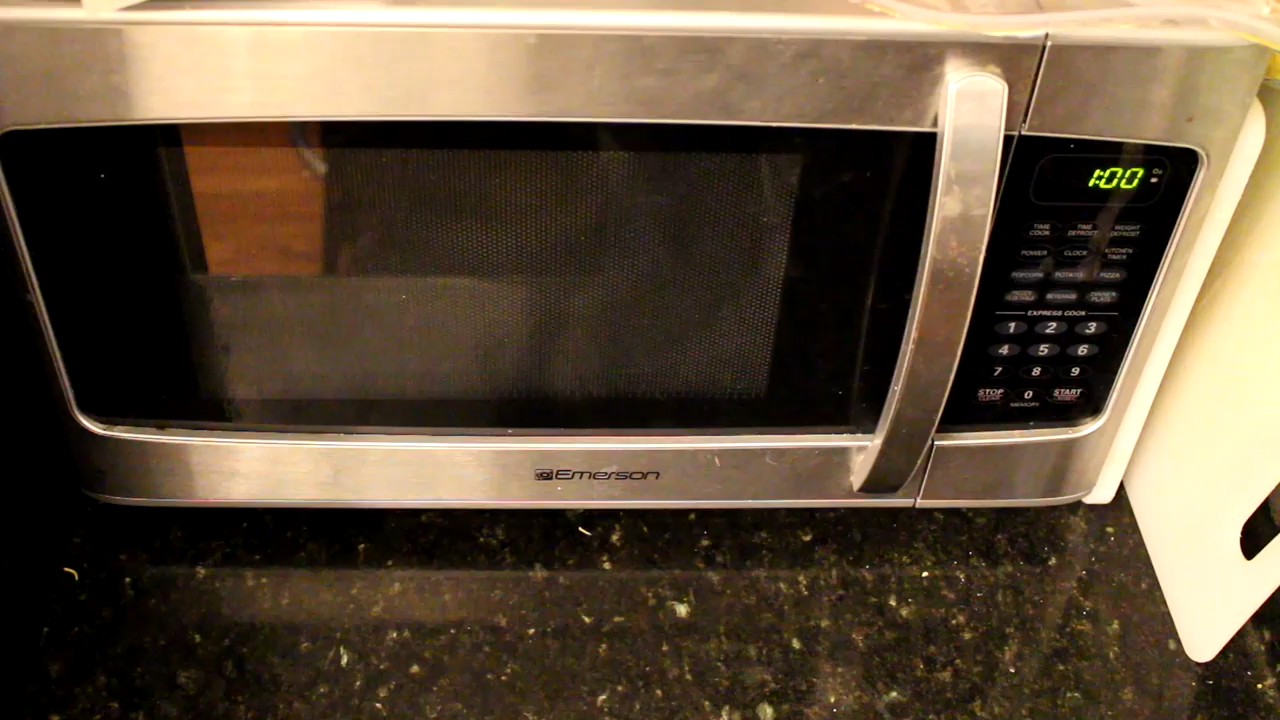 1:00
TIME COOK
TIME DEFROST
WEIGHT DEFROST
POWER
CLOCK
KITCHEN TIMER
POPCORN
POTATO
PIZZA
BEVERAGE
DINNER PLATE
EXPRESS COOK
1 2 3
4 5 6
7 8 9
STOP
CLEAR
0
MEMORY
START
Emerson